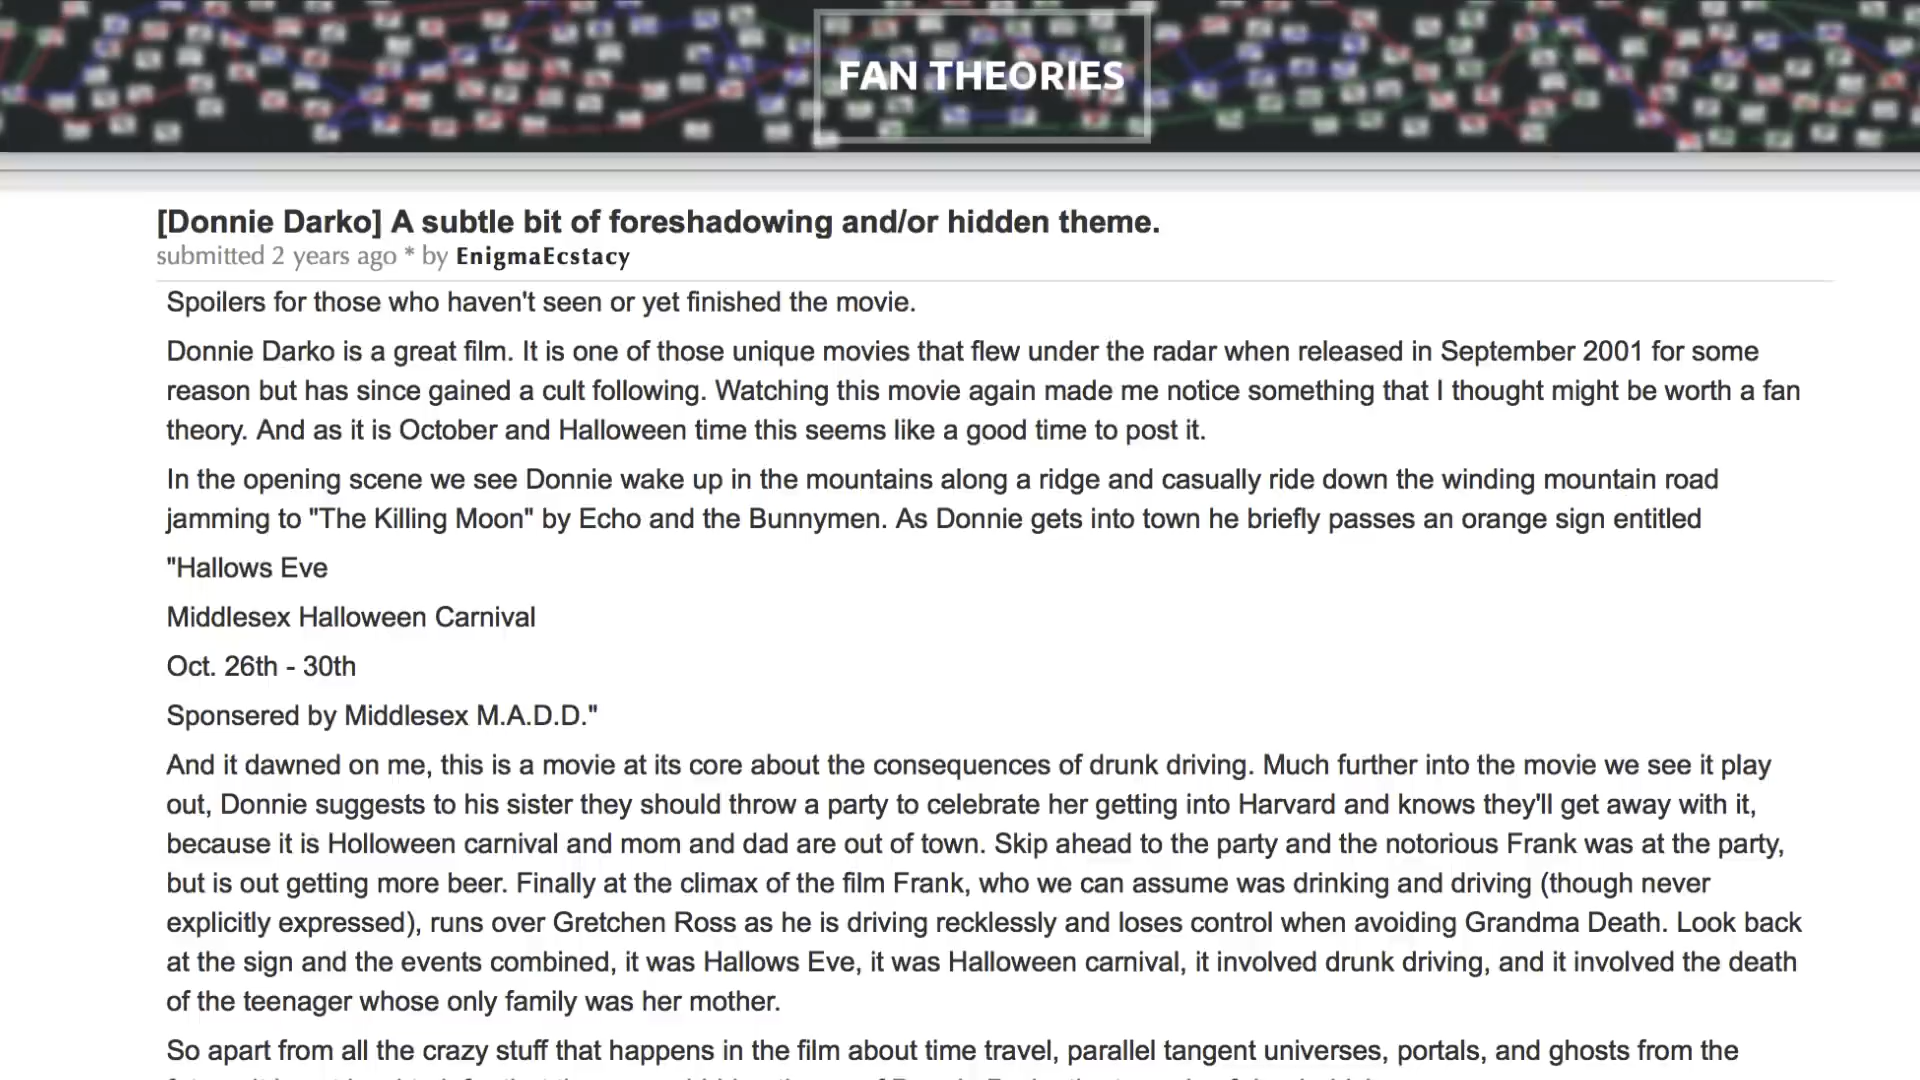 FAN THEORIES
[Donnie Darko] A subtle bit of foreshadowing and/or hidden theme.
submitted 2 years ago * by EnigmaEcstacy
Spoilers for those who haven't seen or yet finished the movie.
Donnie Darko is a great film. It is one of those unique movies that flew under the radar when released in September 2001 for some
reason but has since gained a cult following. Watching this movie again made me notice something that I thought might be worth a fan
theory. And as it is October and Halloween time this seems like a good time to post it.
In the opening scene we see Donnie wake up in the mountains along a ridge and casually ride down the winding mountain road
jamming to "The Killing Moon" by Echo and the Bunnymen. As Donnie gets into town he briefly passes an orange sign entitled
"Hallows Eve
Middlesex Halloween Carnival
Oct. 26th - 30th
Sponsered by Middlesex M.A.D.D."
And it dawned on me, this is a movie at its core about the consequences of drunk driving. Much further into the movie we see it play
out, Donnie suggests to his sister they should throw a party to celebrate her getting into Harvard and knows they'll get away with it,
because it is Holloween carnival and mom and dad are out of town. Skip ahead to the party and the notorious Frank was at the party,
but is out getting more beer. Finally at the climax of the film Frank, who we can assume was drinking and driving (though never
explicitly expressed), runs over Gretchen Ross as he is driving recklessly and loses control when avoiding Grandma Death. Look back
at the sign and the events combined, it was Hallows Eve, it was Halloween carnival, it involved drunk driving, and it involved the death
of the teenager whose only family was her mother.
So apart from all the crazy stuff that happens in the film about time travel, parallel tangent universes, portals, and ghosts from the